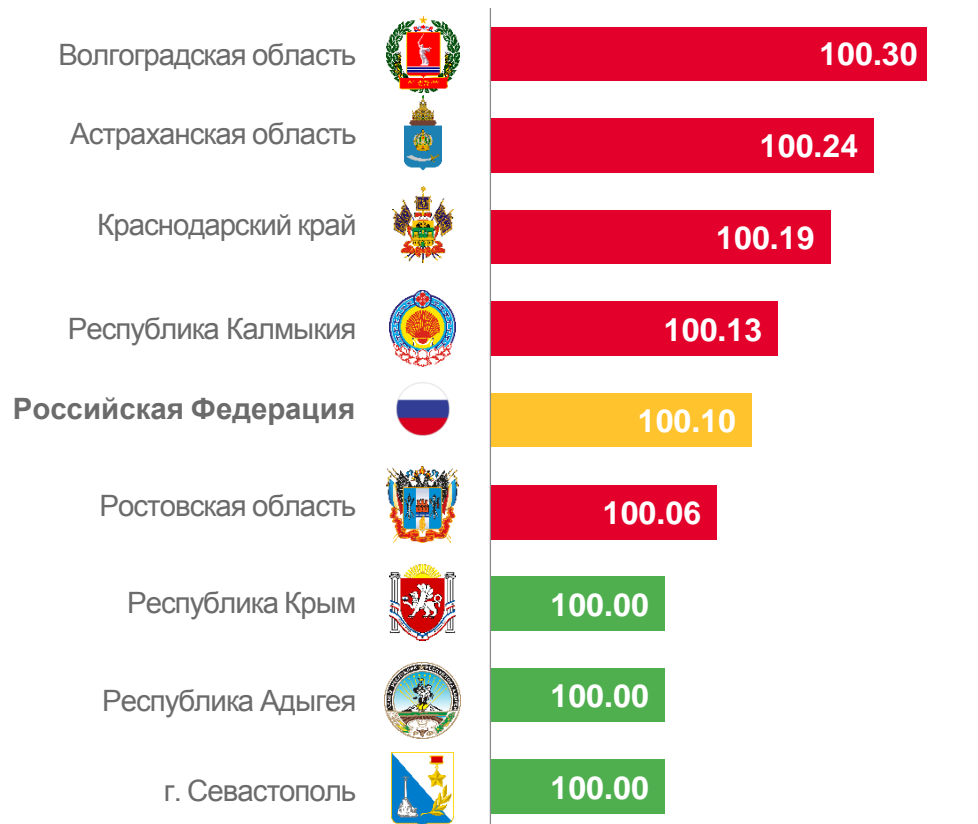 Волгоградская область 100.30
Астраханская область 100.24
Краснодарский край 100.19
Республика Калмыкия 100.13
Российская Федерация 100.10
Ростовская область 100.06
Республика Крым 100.00
Республика Адыгея 100.00
г. Севастополь 100.00